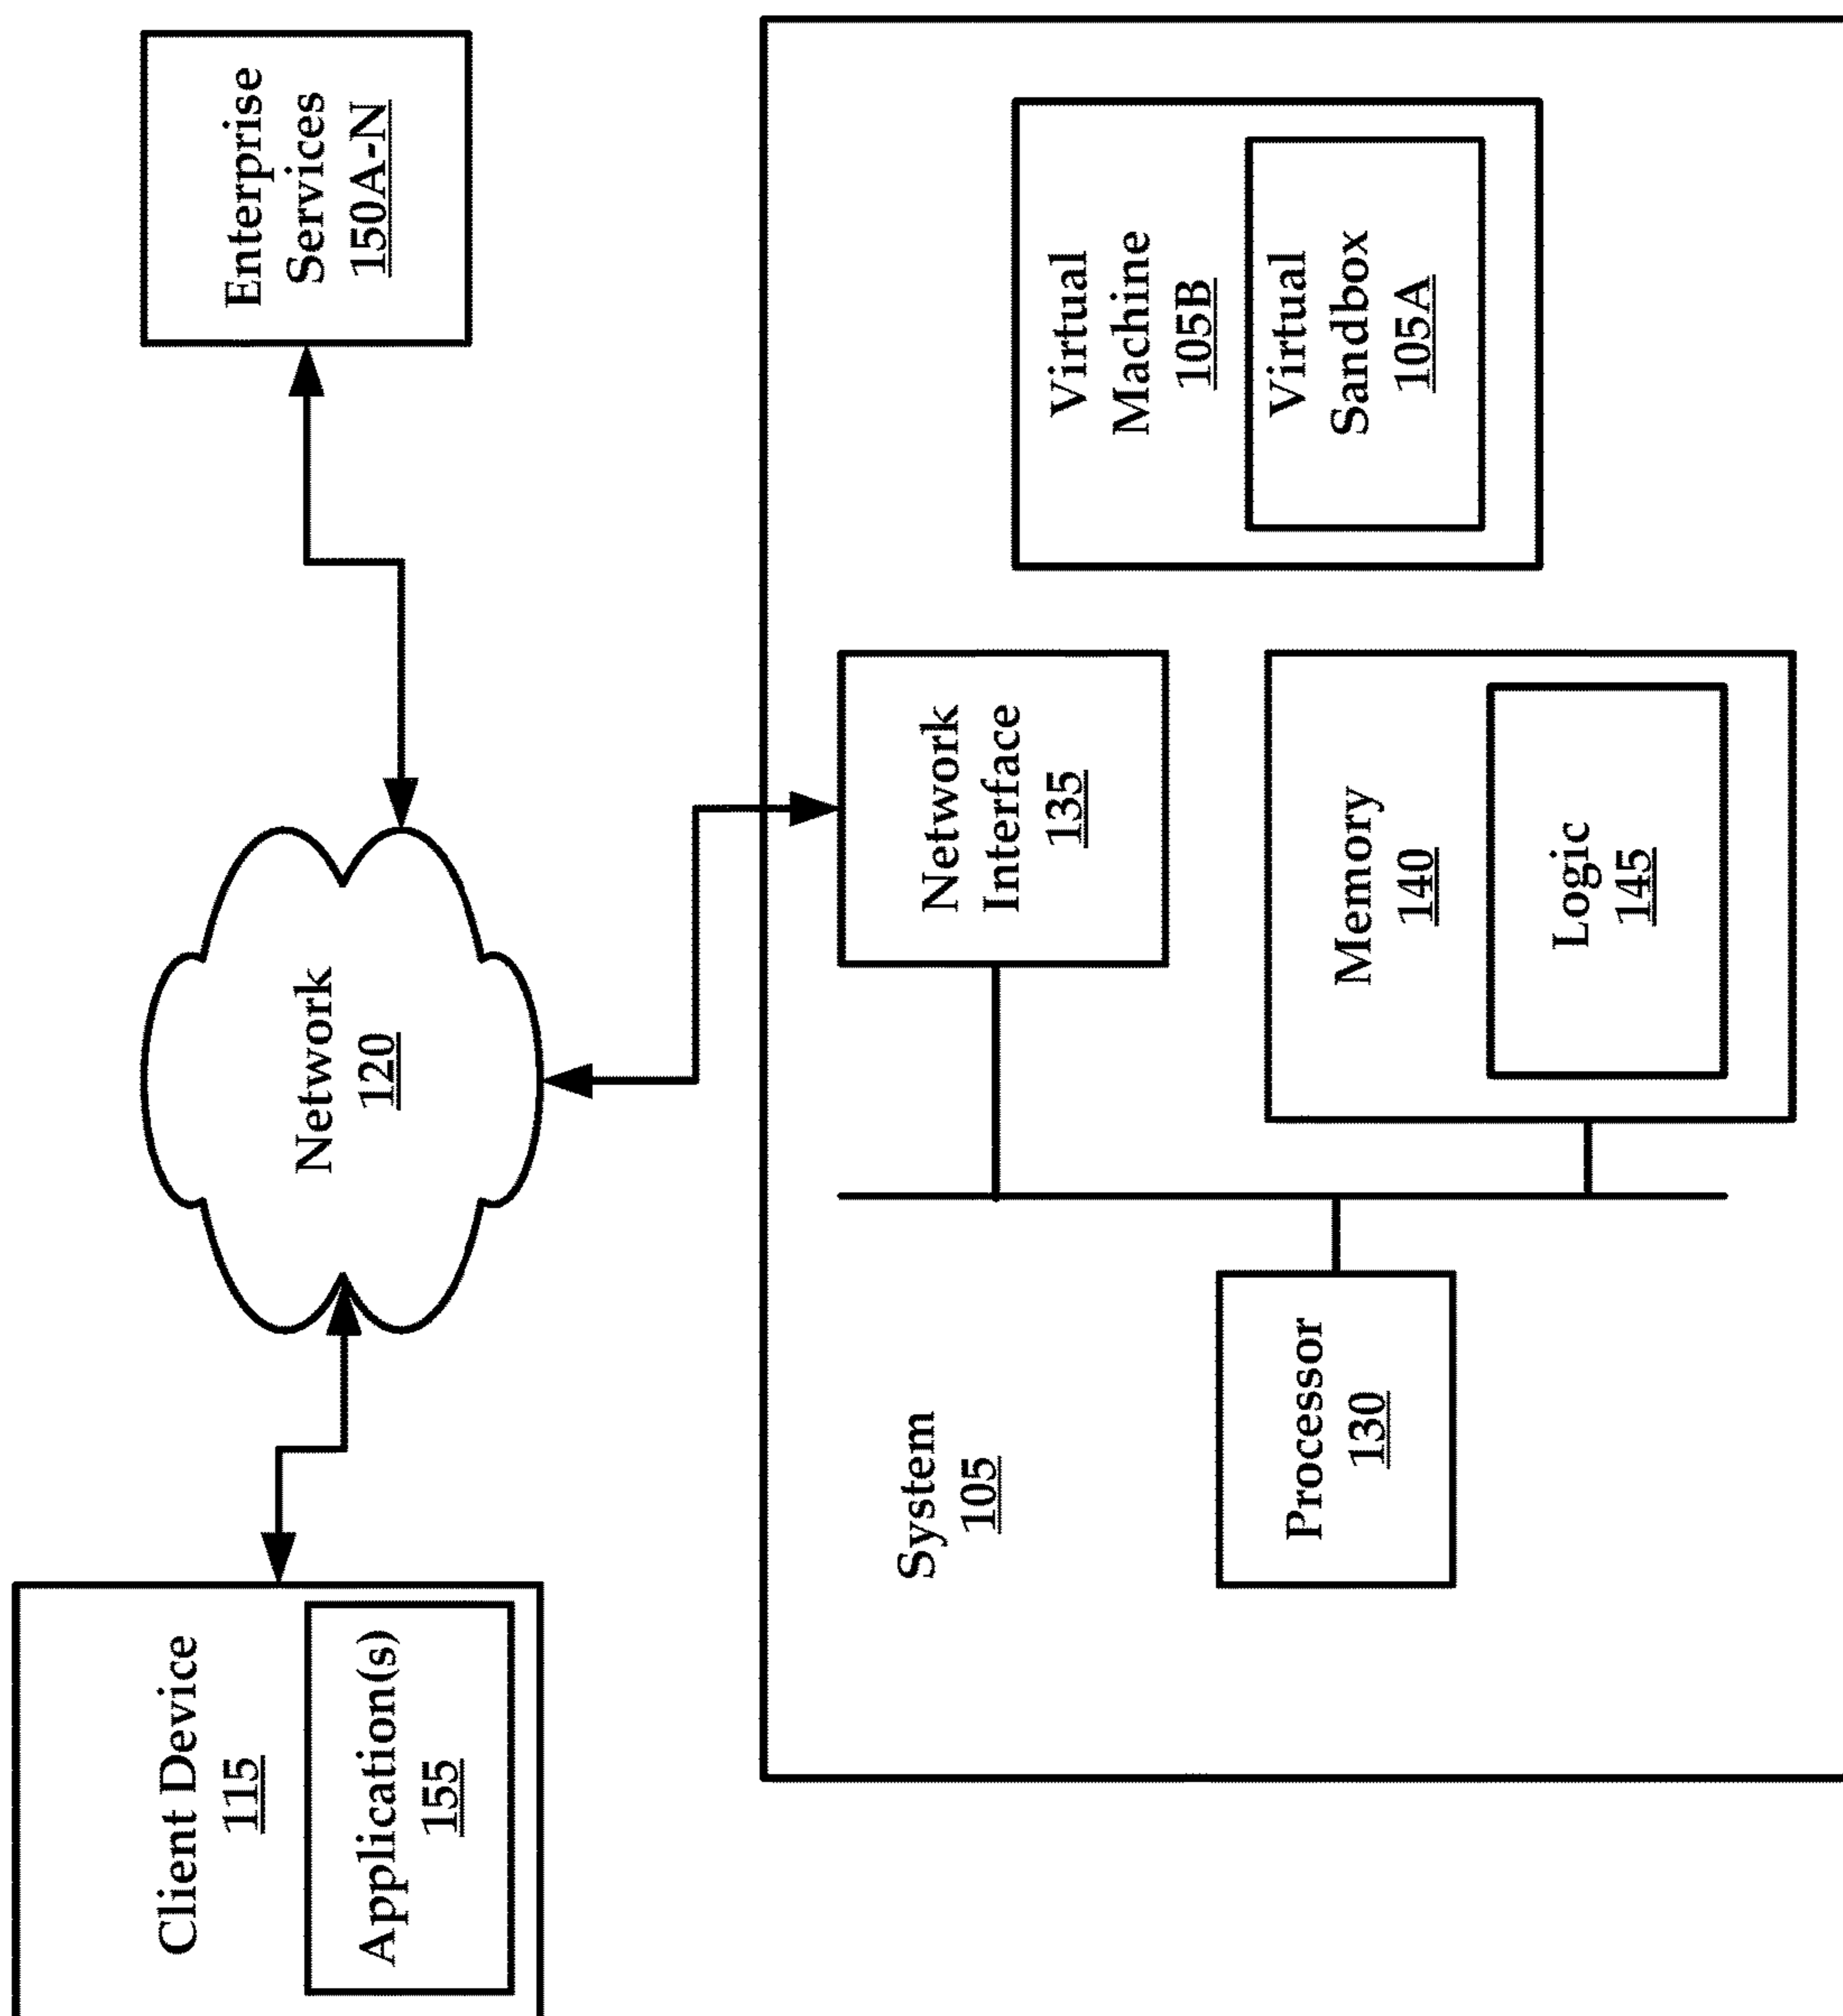 Client Device
115
Application(s)
155
Network
120
Enterprise
Services
150A-N
System
105
Processor
130
Network
Interface
135
Memory
140
Logic
145
Virtual
Machine
105B
Virtual
Sandbox
105A